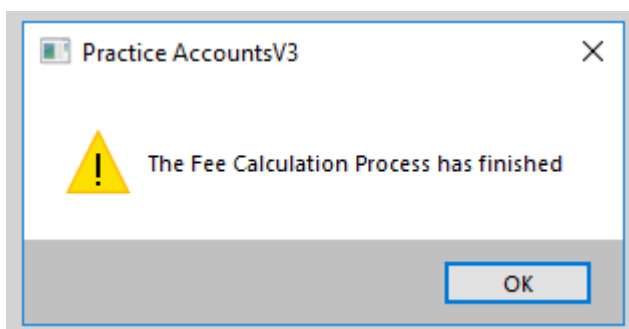 Practice AccountsV3
The Fee Calculation Process has finished
OK